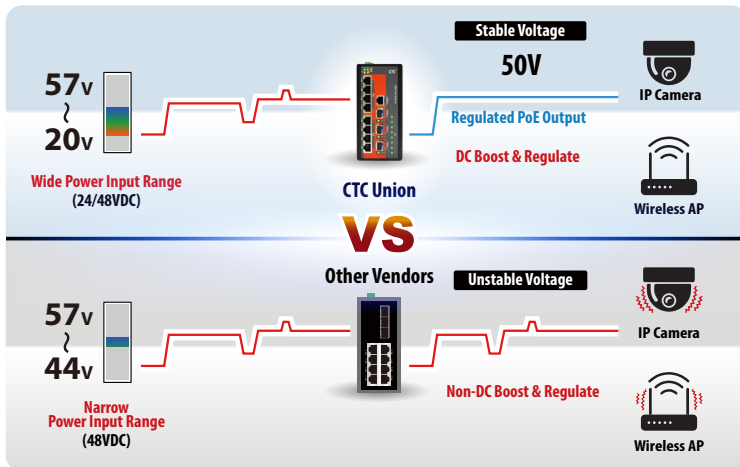 57V
~
20V
Wide Power Input Range
(24/48VDC)
CTC Union
Stable Voltage
50V
Regulated PoE Output
DC Boost & Regulate
IP Camera
Wireless AP
VS
Other Vendors
57V
~
44V
Narrow
Power Input Range
(48VDC)
Unstable Voltage
Non-DC Boost & Regulate
IP Camera
Wireless AP